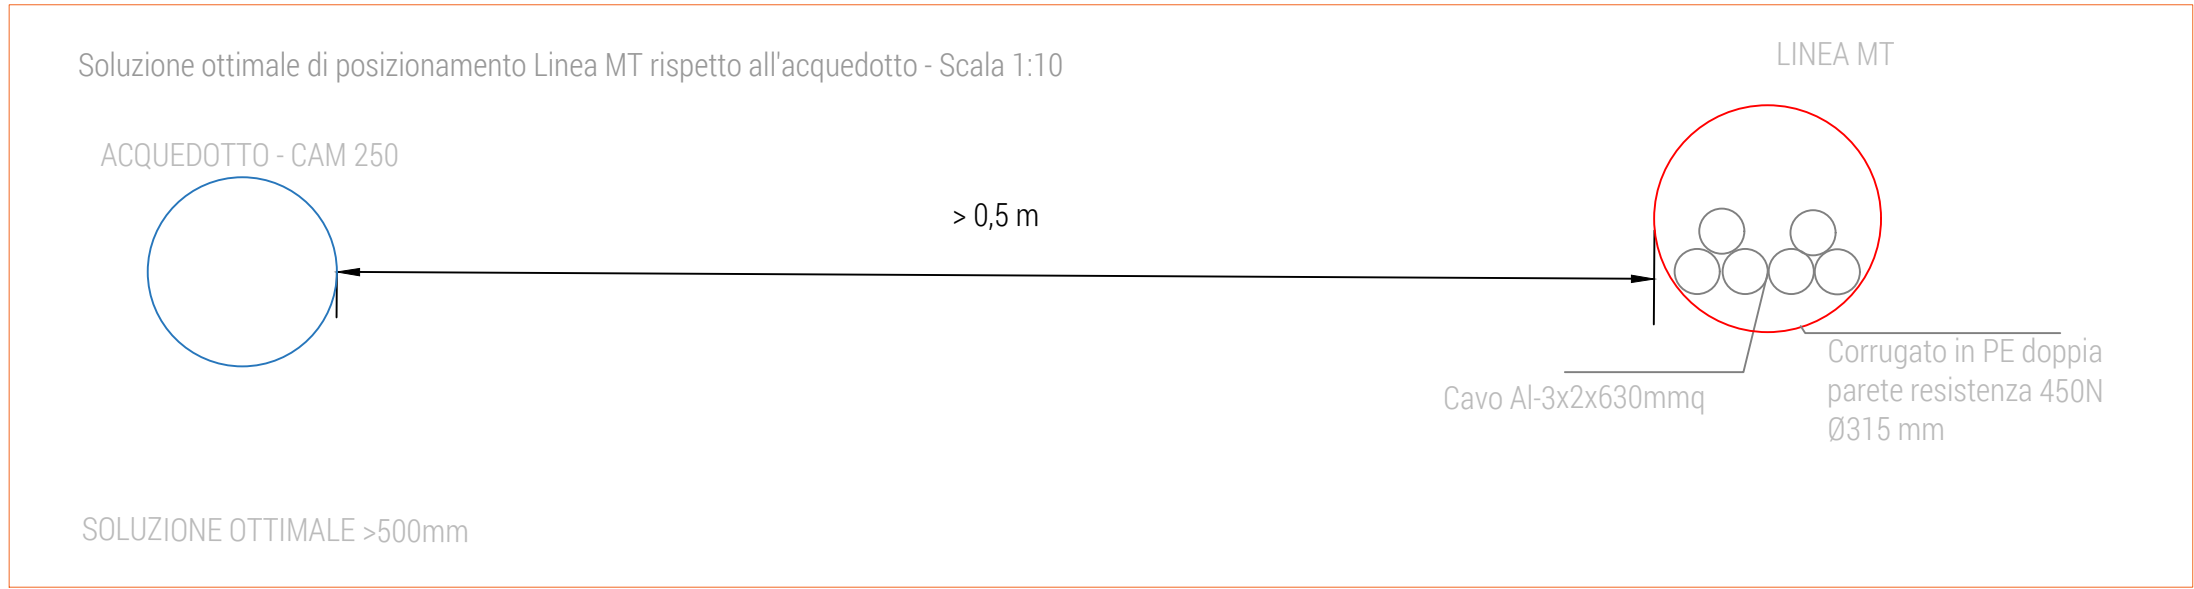 Soluzione ottimale di posizionamento Linea MT rispetto all'acquedotto - Scala 1:10
LINEA MT
ACQUEDOTTO - CAM 250
> 0,5 m
Corrugato in PE doppia
parete resistenza 450N
Ø315 mm
Cavo Al-3x2x630mmq
SOLUZIONE OTTIMALE >500mm